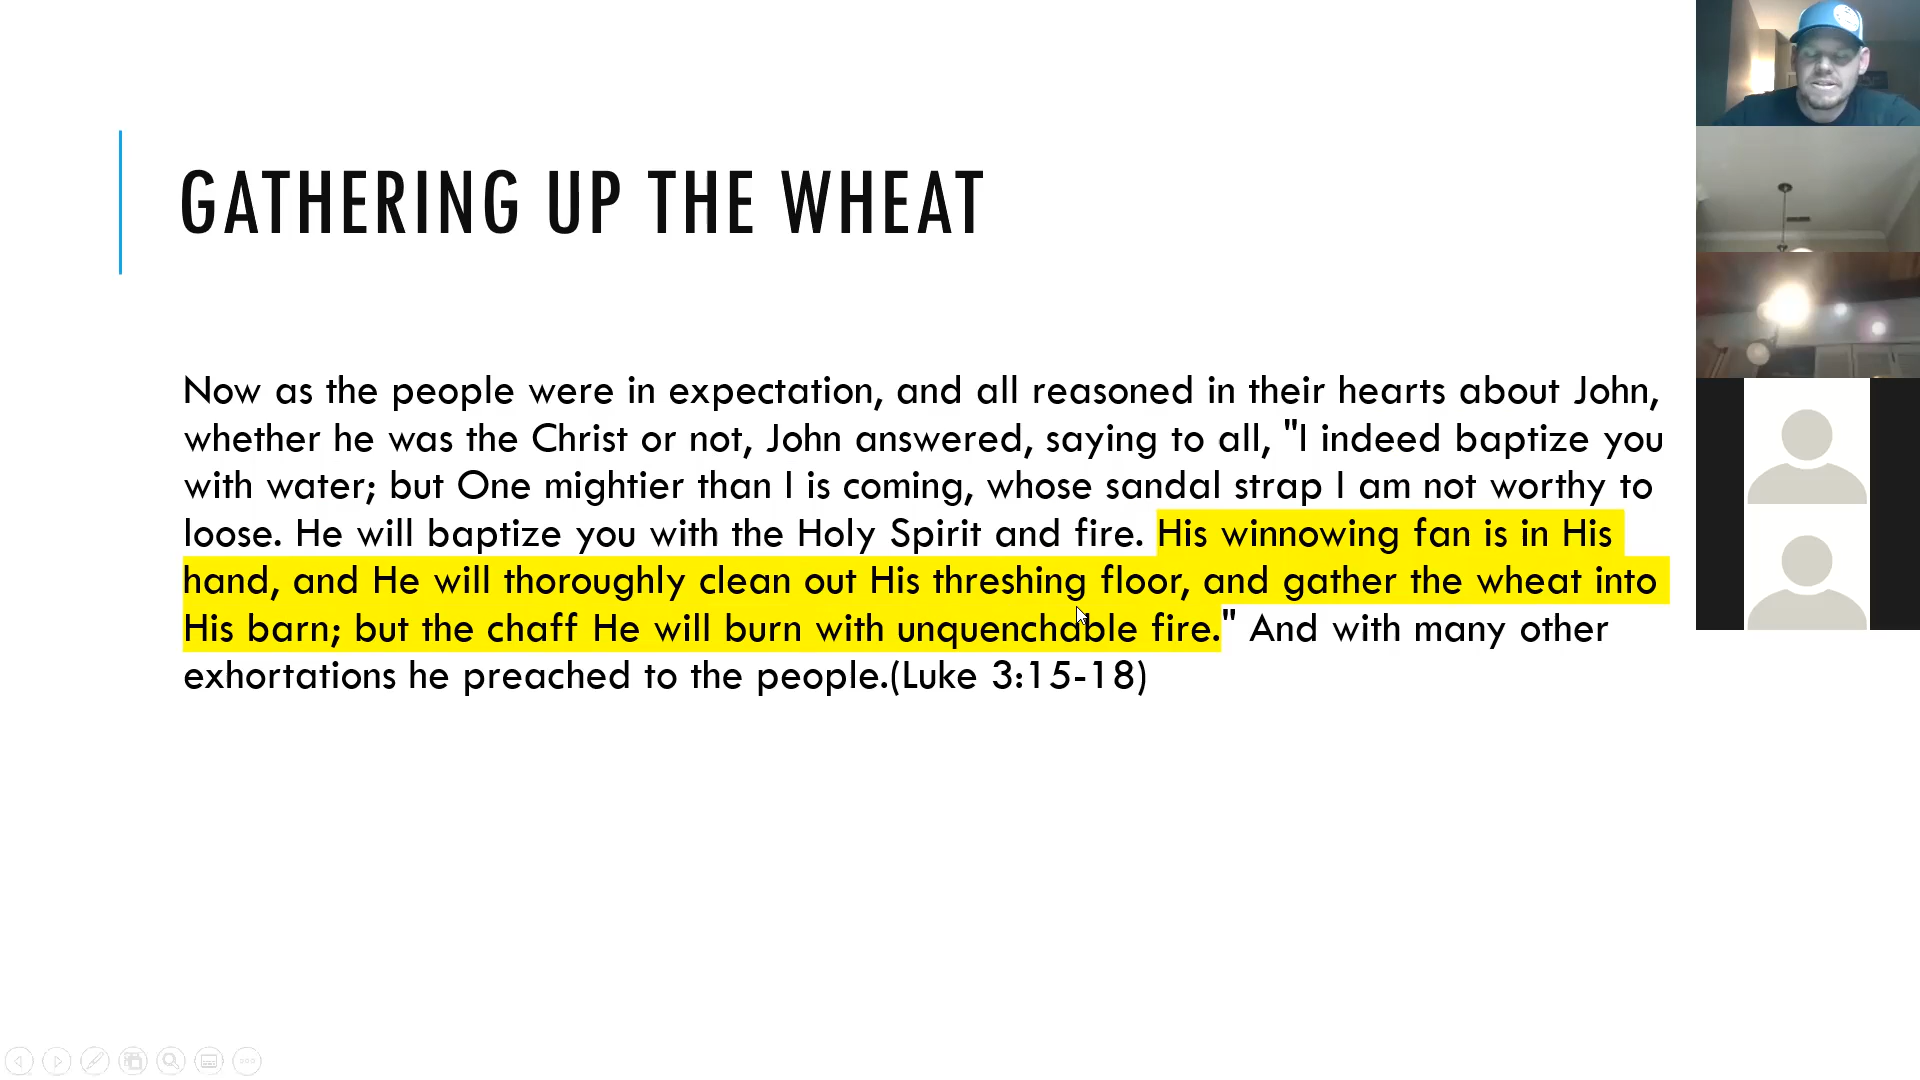 GATHERING UP THE WHEAT
Now as the people were in expectation, and all reasoned in their hearts about John,
whether he was the Christ or not, John answered, saying to all, "I indeed baptize you
with water; but One mightier than I is coming, whose sandal strap I am not worthy to
loose. He will baptize you with the Holy Spirit and fire. His winnowing fan is in His
hand, and He will thoroughly clean out His threshing floor, and gather the wheat into
His barn; but the chaff He will burn with unquenchable fire." And with many other
exhortations he preached to the people.(Luke 3:15-18)